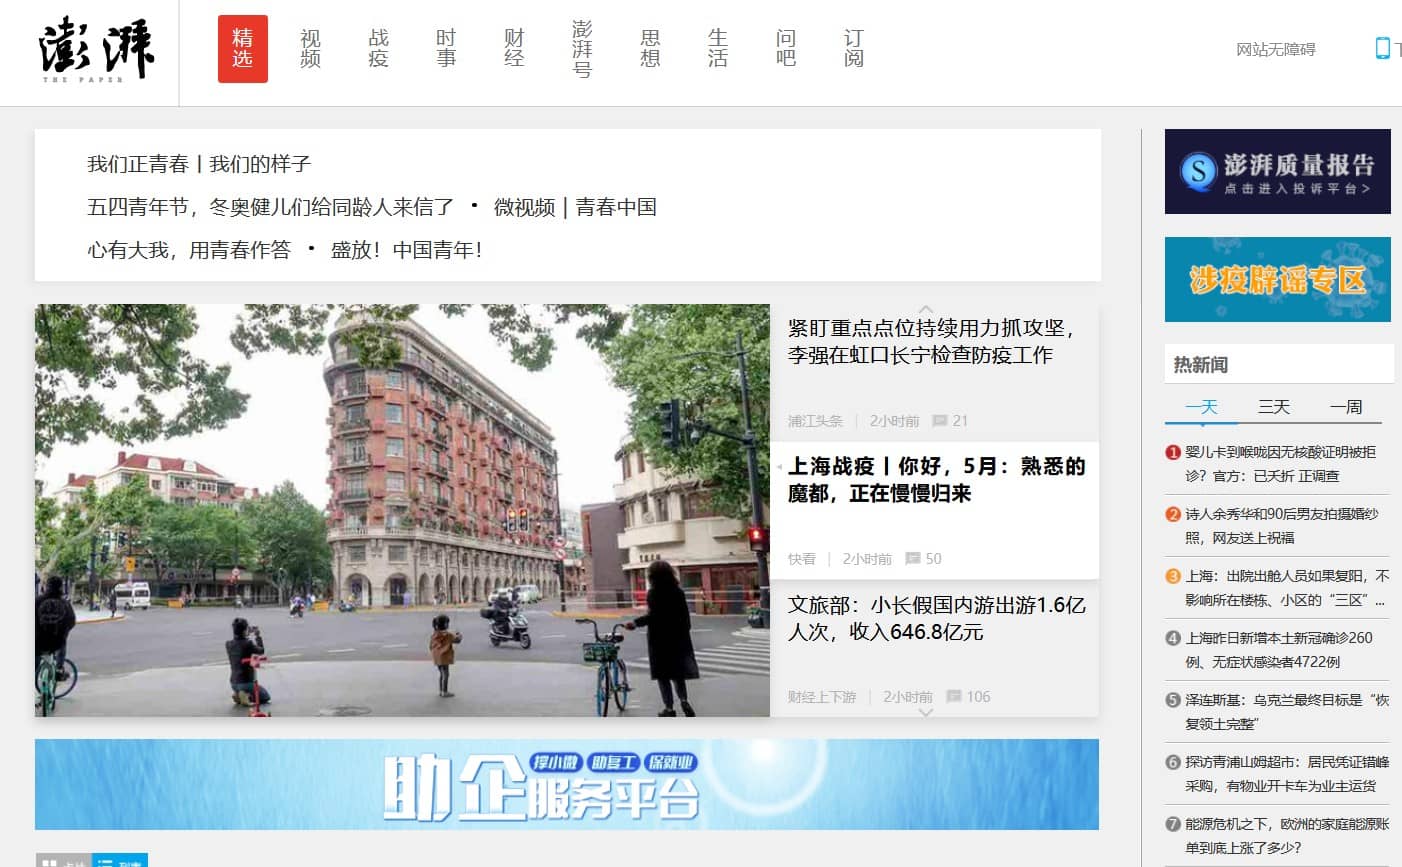 澎湃
THE PAPER
精选
视频
战疫
时事
财经
澎湃号
思想
生活
问吧
订阅
网站无障碍
我们正青春丨我们的样子
五四青年节，冬奥健儿们给同龄人来信了 • 微视频 | 青春中国
心有大我，用青春作答 • 盛放！中国青年！
紧盯重点点位持续用力抓攻坚，
李强在虹口长宁检查防疫工作
浦江头条 | 2小时前 21
上海战疫丨你好，5月：熟悉的
魔都，正在慢慢归来
快看 | 2小时前 50
文旅部：小长假国内游出游1.6亿
人次，收入646.8亿元
财经上下游 | 2小时前 106
助企服务平台
撑小微 助复工 保就业
澎湃质量报告
点击进入投诉平台>
涉疫辟谣专区
热新闻
一天 三天 一周
1 婴儿卡到喉咙因无核酸证明被拒
诊？官方：已夭折 正调查
2 诗人余秀华和90后男友拍摄婚纱
照，网友送上祝福
3 上海：出院出舱人员如果复阳，不
影响所在楼栋、小区的“三区”...
4 上海昨日新增本土新冠确诊260
例、无症状感染者4722例
5 泽连斯基：乌克兰最终目标是“恢
复领土完整”
6 探访青浦山姆超市：居民凭证错峰
采购，有物业开卡车为业主运货
7 能源危机之下，欧洲的家庭能源账
单到底上涨了多少？